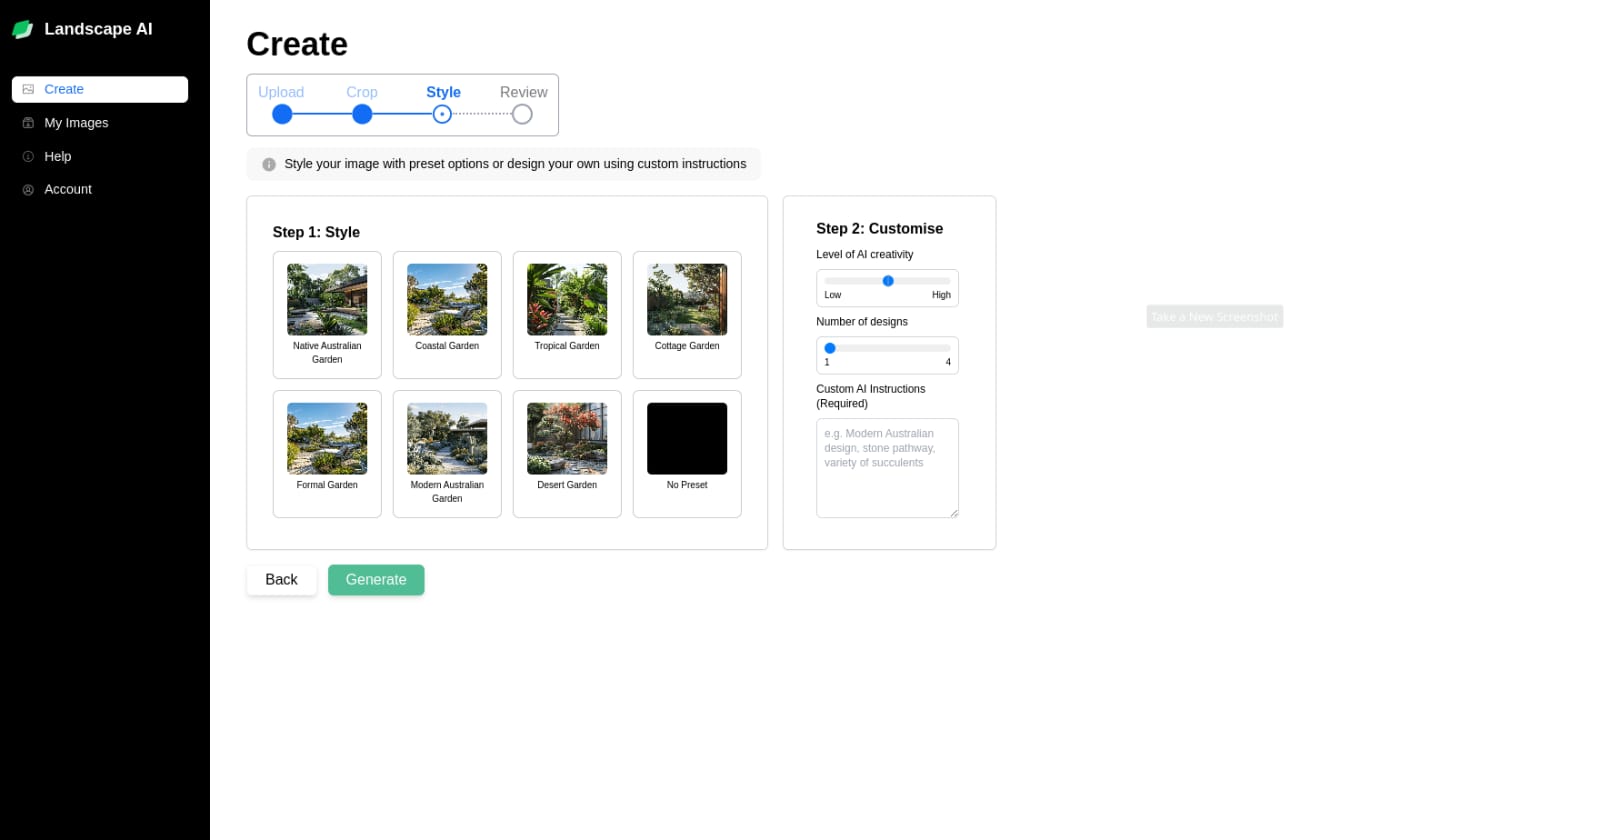 Landscape AI
Create
My Images
Help
Account
Create
Upload
Crop
Style
Review
Style your image with preset options or design your own using custom instructions
Step 1: Style
Native Australian
Garden
Coastal Garden
Tropical Garden
Cottage Garden
Formal Garden
Modern Australian
Garden
Desert Garden
No Preset
Step 2: Customise
Level of AI creativity
Low
High
Number of designs
1
4
Custom AI Instructions
(Required)
e.g. Modern Australian
design, stone pathway,
variety of succulents
Take a New Screenshot
Back
Generate